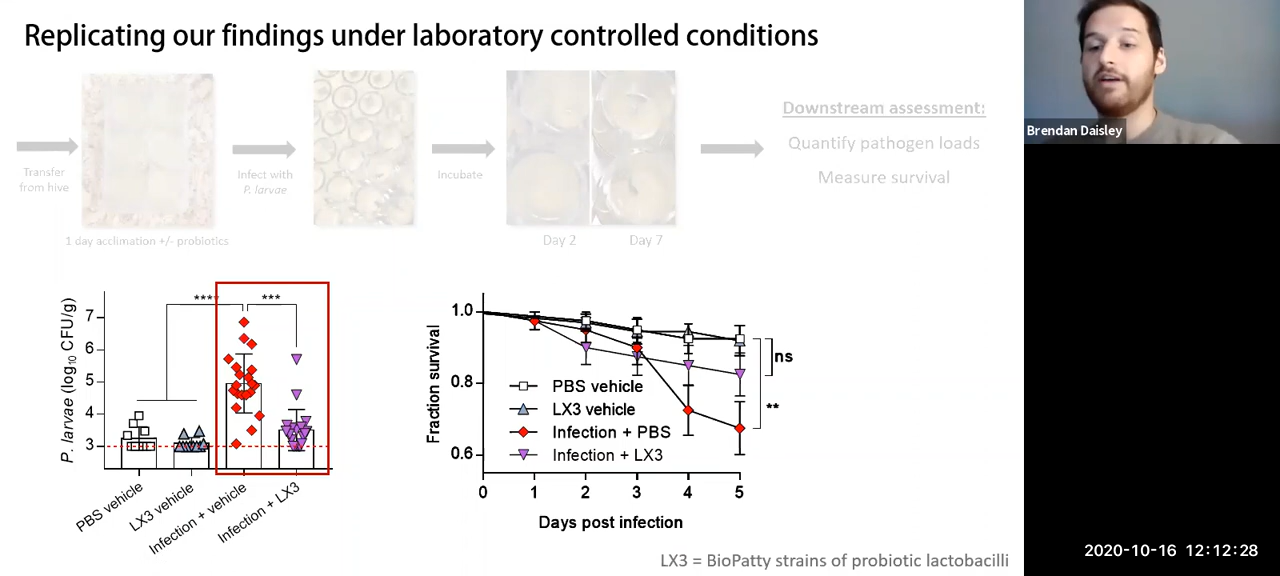 Replicating our findings under laboratory controlled conditions
Brendan Daisley
Transfer
from hive
1 day acclimation +/- probiotics
Infect with
P. larvae
Incubate
Day 2
Day 7
Downstream assessment:
Quantify pathogen loads
Measure survival
P. larvae (log10 CFU/g)
7
6
5
4
3
****
***
PBS vehicle
LX3 vehicle
Infection + vehicle
Infection + LX3
Fraction survival
1.0
0.8
0.6
PBS vehicle
LX3 vehicle
Infection + PBS
Infection + LX3
ns
**
0 1 2 3 4 5
Days post infection
LX3 = BioPatty strains of probiotic lactobacilli
2020-10-16 12:12:28